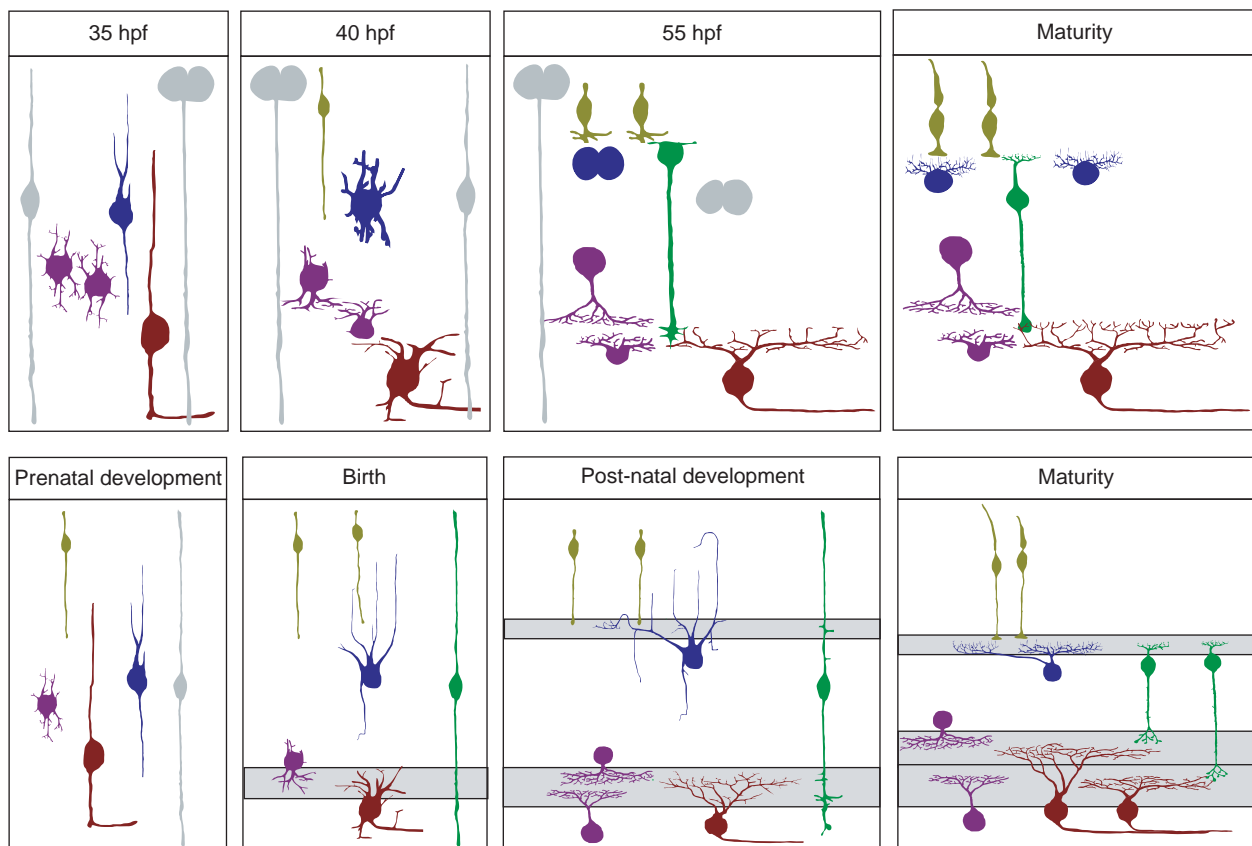 35 hpf
40 hpf
55 hpf
Maturity
Prenatal development
Birth
Post-natal development
Maturity